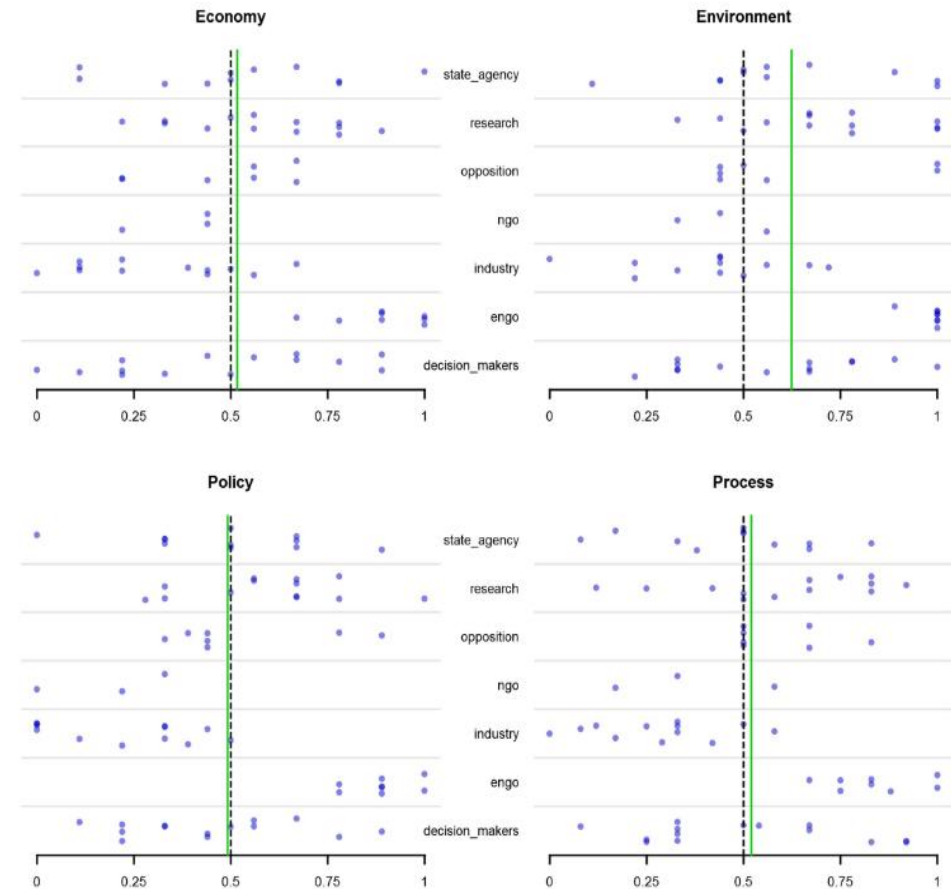 Economy
Environment
state_agency
research
opposition
ngo
industry
engo
decision_makers
0 0.25 0.5 0.75 1
0 0.25 0.5 0.75 1
Policy
Process
state_agency
research
opposition
ngo
industry
engo
decision_makers
0 0.25 0.5 0.75 1
0 0.25 0.5 0.75 1